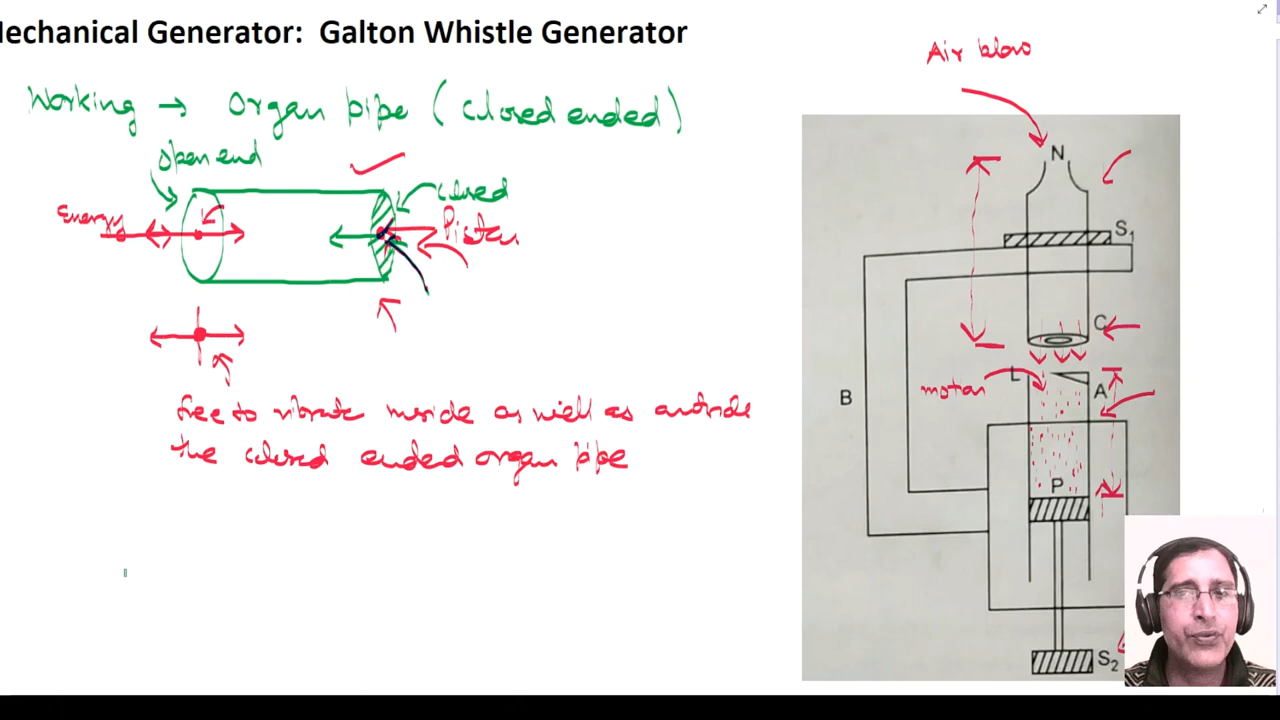 Mechanical Generator: Galton Whistle Generator
Working → Organ pipe (closed ended)
open end
closed
Energy
Piston
free to vibrate inside as well as outside
the closed ended organ pipe
Air blow
N
S1
C
motion
L
A
B
P
S2